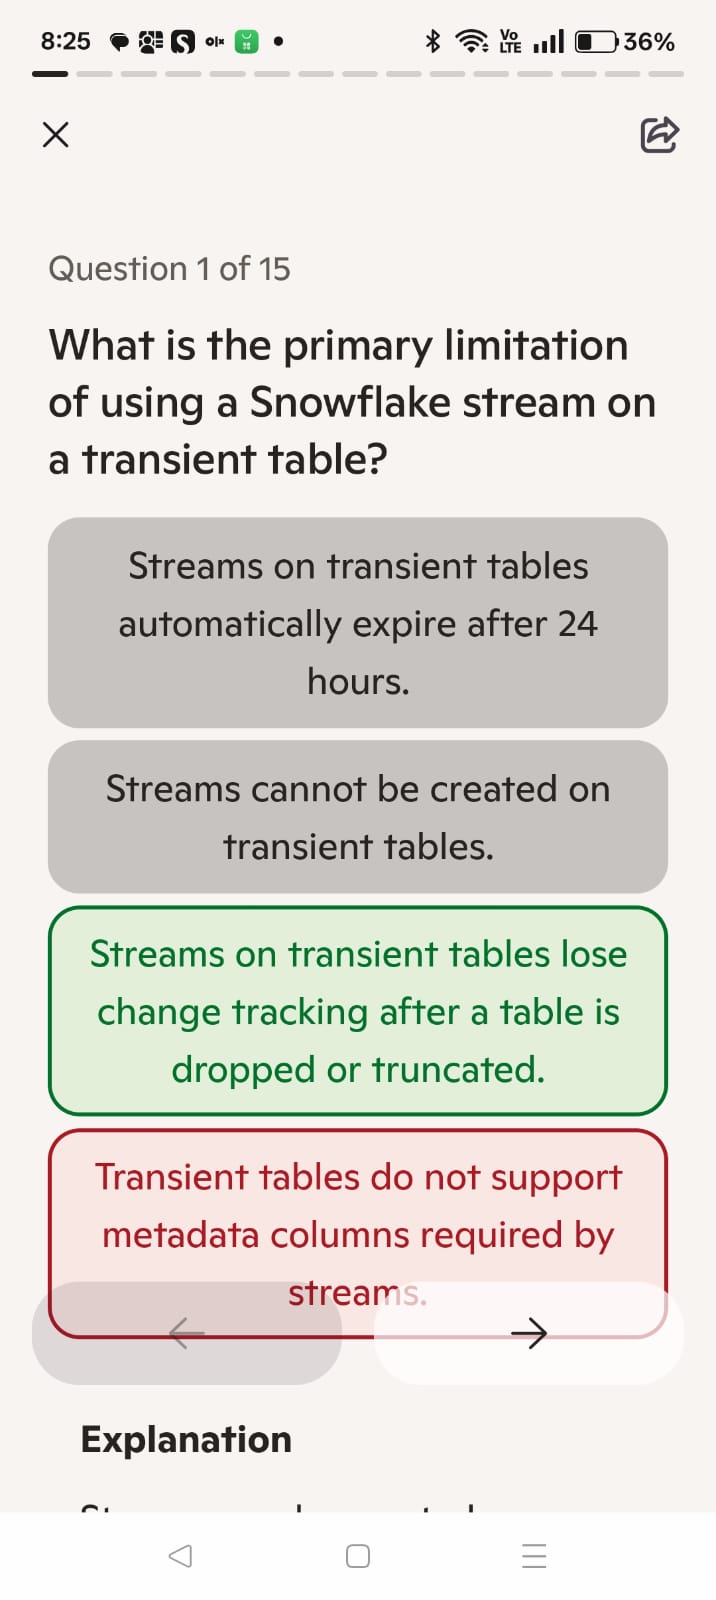 8:25
olx
Vo
LTE
36%
Question 1 of 15
What is the primary limitation
of using a Snowflake stream on
a transient table?
Streams on transient tables
automatically expire after 24
hours.
Streams cannot be created on
transient tables.
Streams on transient tables lose
change tracking after a table is
dropped or truncated.
Transient tables do not support
metadata columns required by
streams.
Explanation